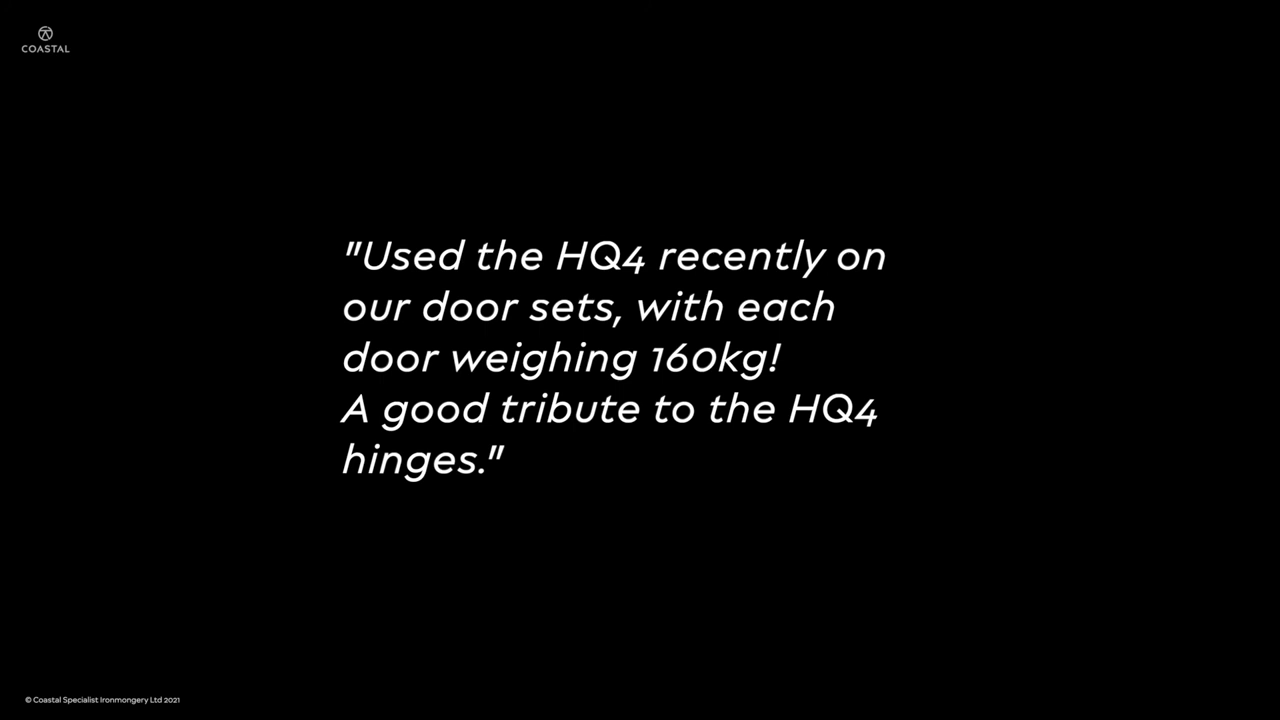 COASTAL
"Used the HQ4 recently on
our door sets, with each
door weighing 160kg!
A good tribute to the HQ4
hinges."
© Coastal Specialist Ironmongery Ltd 2021